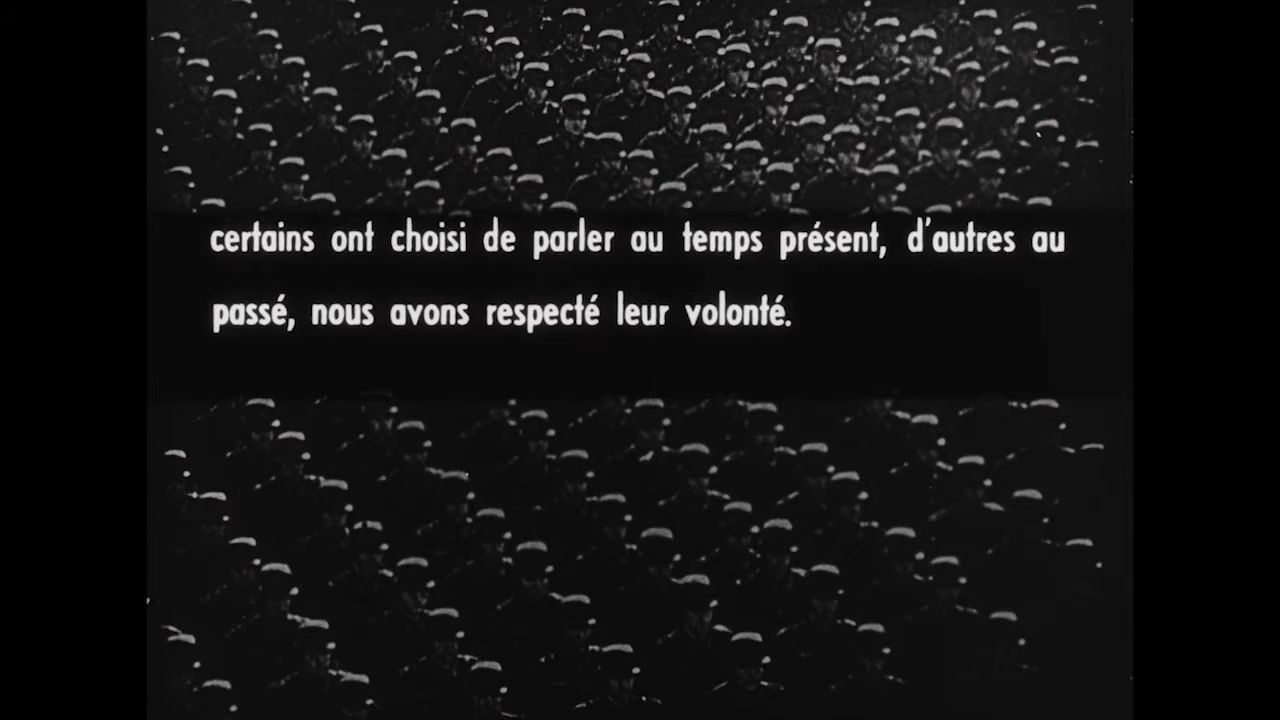 certains ont choisi de parler au temps présent, d'autres au
passé, nous avons respecté leur volonté.